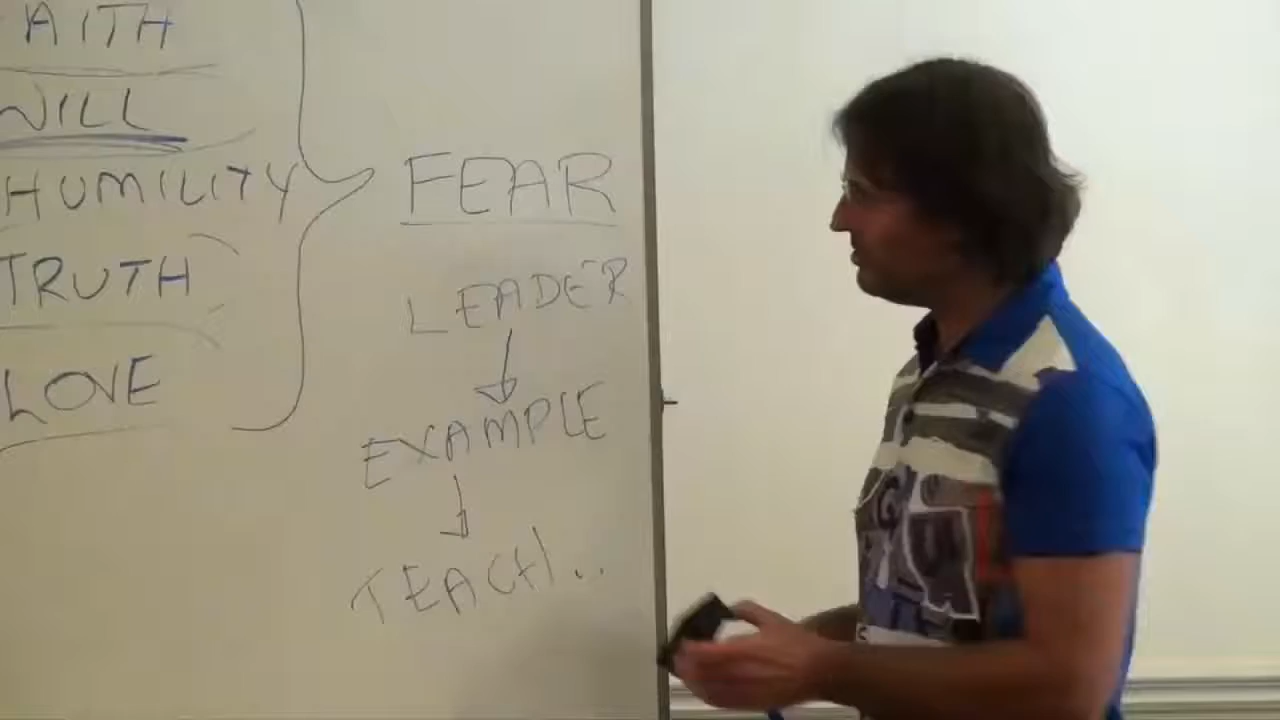 AITH
WILL
HUMILITY
TRUTH
LOVE
FEAR
LEADER
EXAMPLE
TEACH...